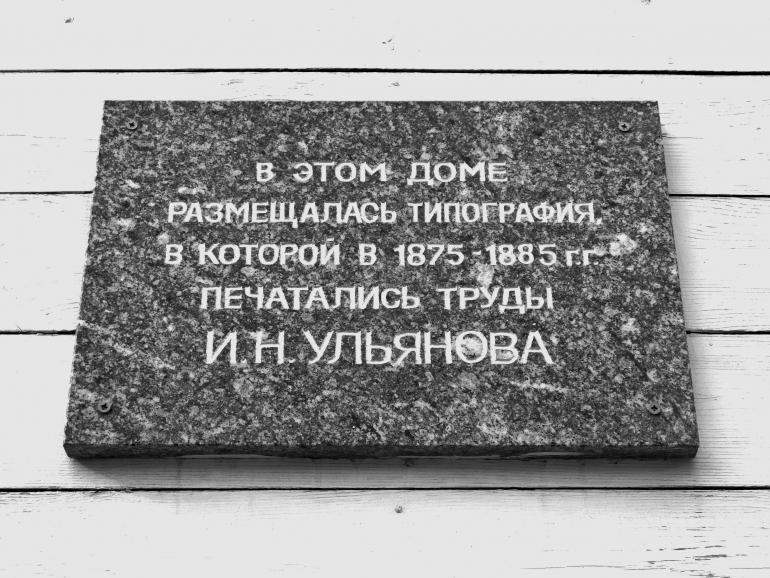 В ЭТОМ ДОМЕ
РАЗМЕЩАЛАСЬ ТИПОГРАФИЯ,
В КОТОРОЙ В 1875-1885 г.г
ПЕЧАТАЛИСЬ ТРУДЫ
И.Н. УЛЬЯНОВА